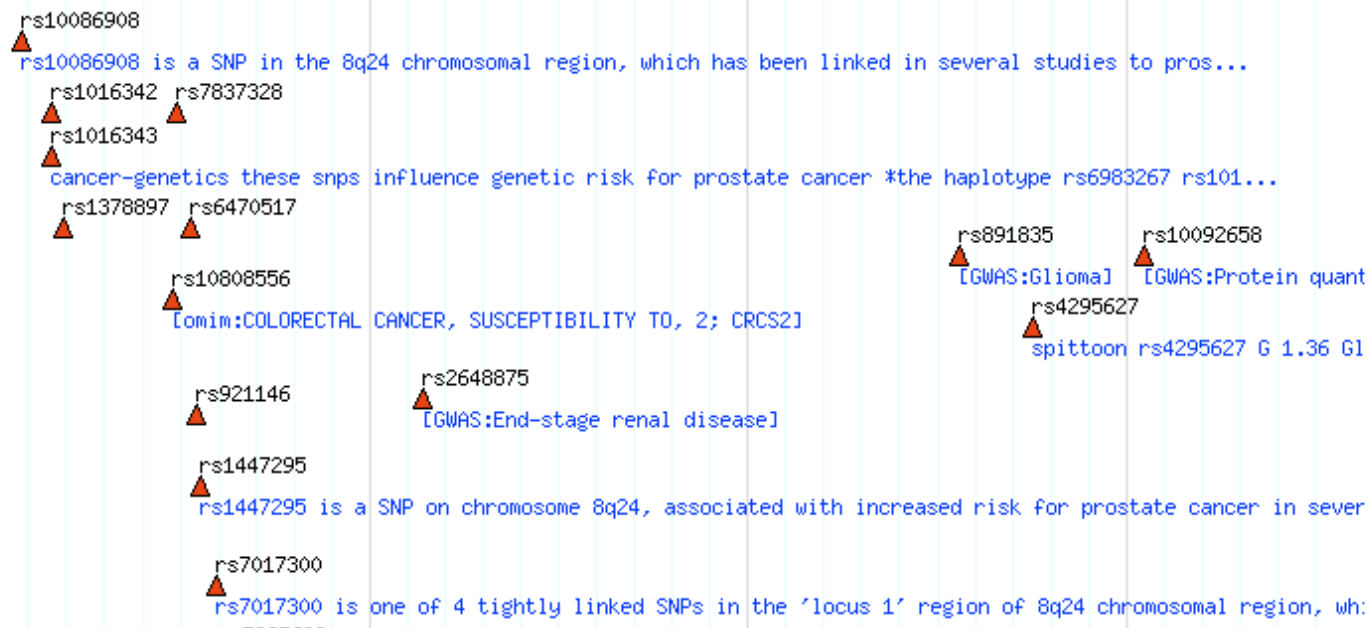 rs10086908
rs10086908 is a SNP in the 8q24 chromosomal region, which has been linked in several studies to pros...
rs1016342 rs7837328
rs1016343
cancer-genetics these snps influence genetic risk for prostate cancer *the haplotype rs6983267 rs101...
rs1378897 rs6470517
rs891835 rs10092658
[GWAS:Glioma] [GWAS:Protein quant
rs10808556
rs4295627
[omim:COLORECTAL CANCER, SUSCEPTIBILITY TO, 2; CRCS2]
spittoon rs4295627 G 1.36 Gl
rs2648875
rs921146
[GWAS:End-stage renal disease]
rs1447295
rs1447295 is a SNP on chromosome 8q24, associated with increased risk for prostate cancer in sever
rs7017300
rs7017300 is one of 4 tightly linked SNPs in the 'locus 1' region of 8q24 chromosomal region, whi